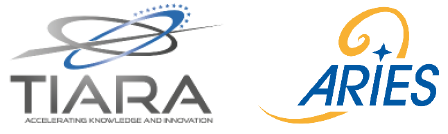 TIARA
ACCELERATING KNOWLEDGE AND INNOVATION
ARIES